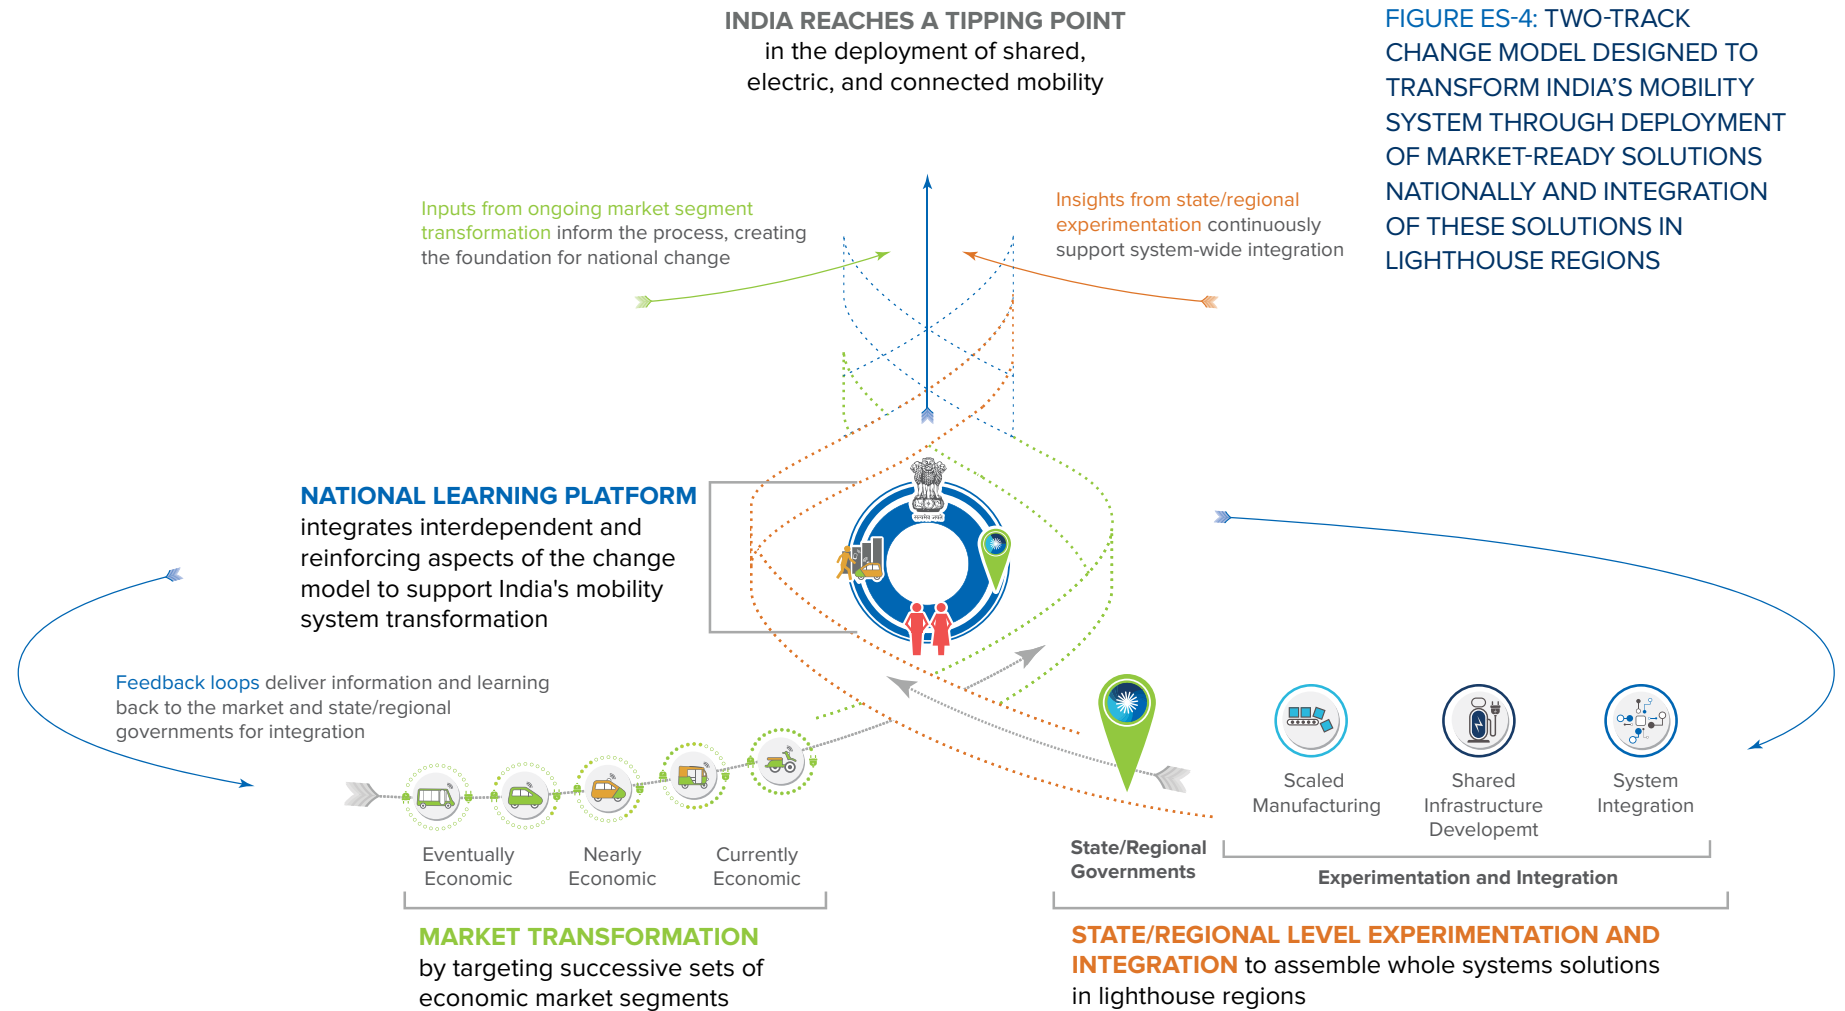 INDIA REACHES A TIPPING POINT
in the deployment of shared,
electric, and connected mobility
FIGURE ES-4: TWO-TRACK
CHANGE MODEL DESIGNED TO
TRANSFORM INDIA’S MOBILITY
SYSTEM THROUGH DEPLOYMENT
OF MARKET-READY SOLUTIONS
NATIONALLY AND INTEGRATION
OF THESE SOLUTIONS IN
LIGHTHOUSE REGIONS
Inputs from ongoing market segment
transformation inform the process, creating
the foundation for national change
Insights from state/regional
experimentation continuously
support system-wide integration
NATIONAL LEARNING PLATFORM
integrates interdependent and
reinforcing aspects of the change
model to support India's mobility
system transformation
सत्यमेव जयते
Feedback loops deliver information and learning
back to the market and state/regional
governments for integration
Eventually
Economic
Nearly
Economic
Currently
Economic
MARKET TRANSFORMATION
by targeting successive sets of
economic market segments
State/Regional
Governments
Scaled
Manufacturing
Shared
Infrastructure
Developemt
System
Integration
Experimentation and Integration
STATE/REGIONAL LEVEL EXPERIMENTATION AND
INTEGRATION to assemble whole systems solutions
in lighthouse regions